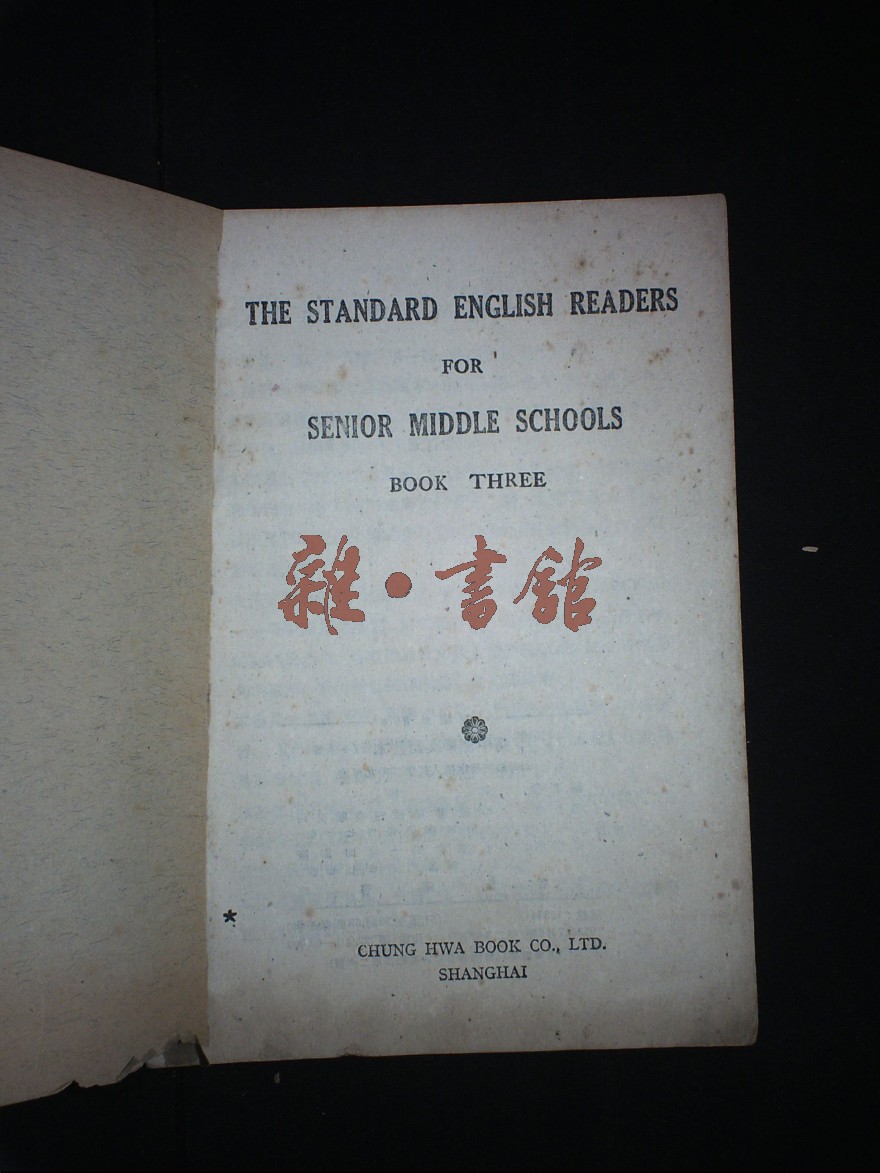 THE STANDARD ENGLISH READERS
FOR
SENIOR MIDDLE SCHOOLS
BOOK THREE
雜·書館
*
CHUNG HWA BOOK CO., LTD.
SHANGHAI